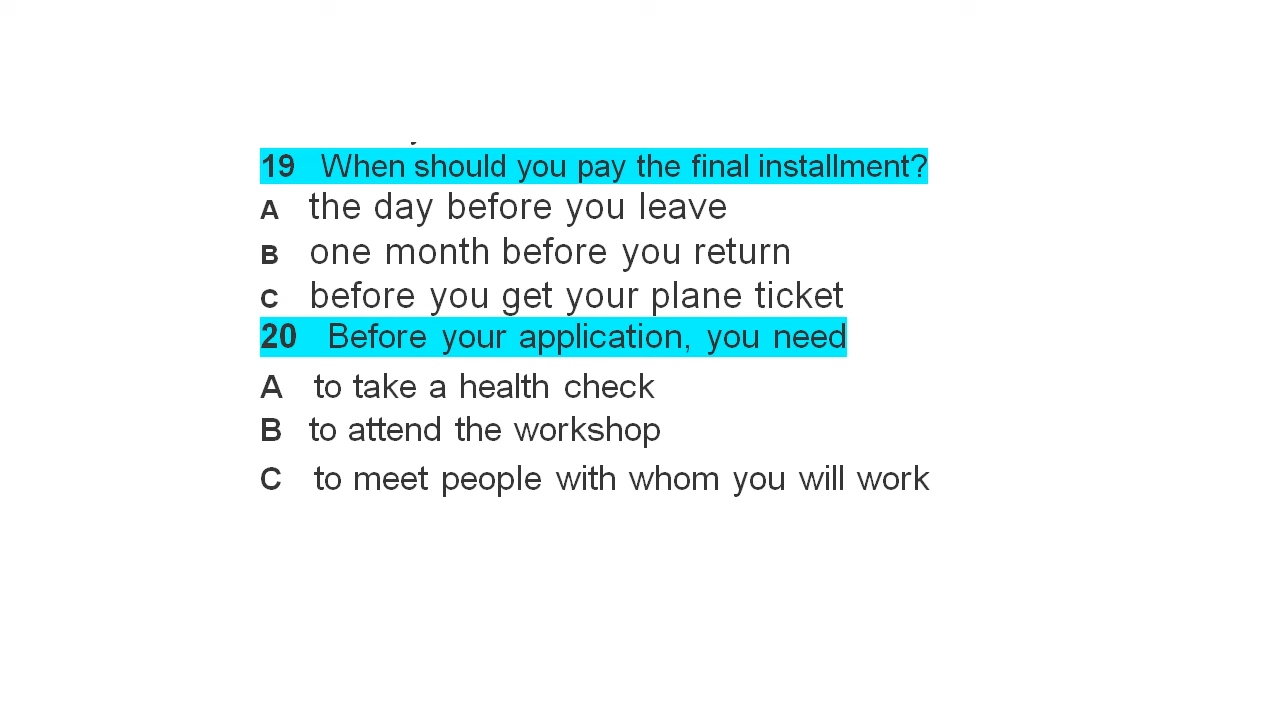 19 When should you pay the final installment?
A the day before you leave
B one month before you return
C before you get your plane ticket
20 Before your application, you need
A to take a health check
B to attend the workshop
C to meet people with whom you will work